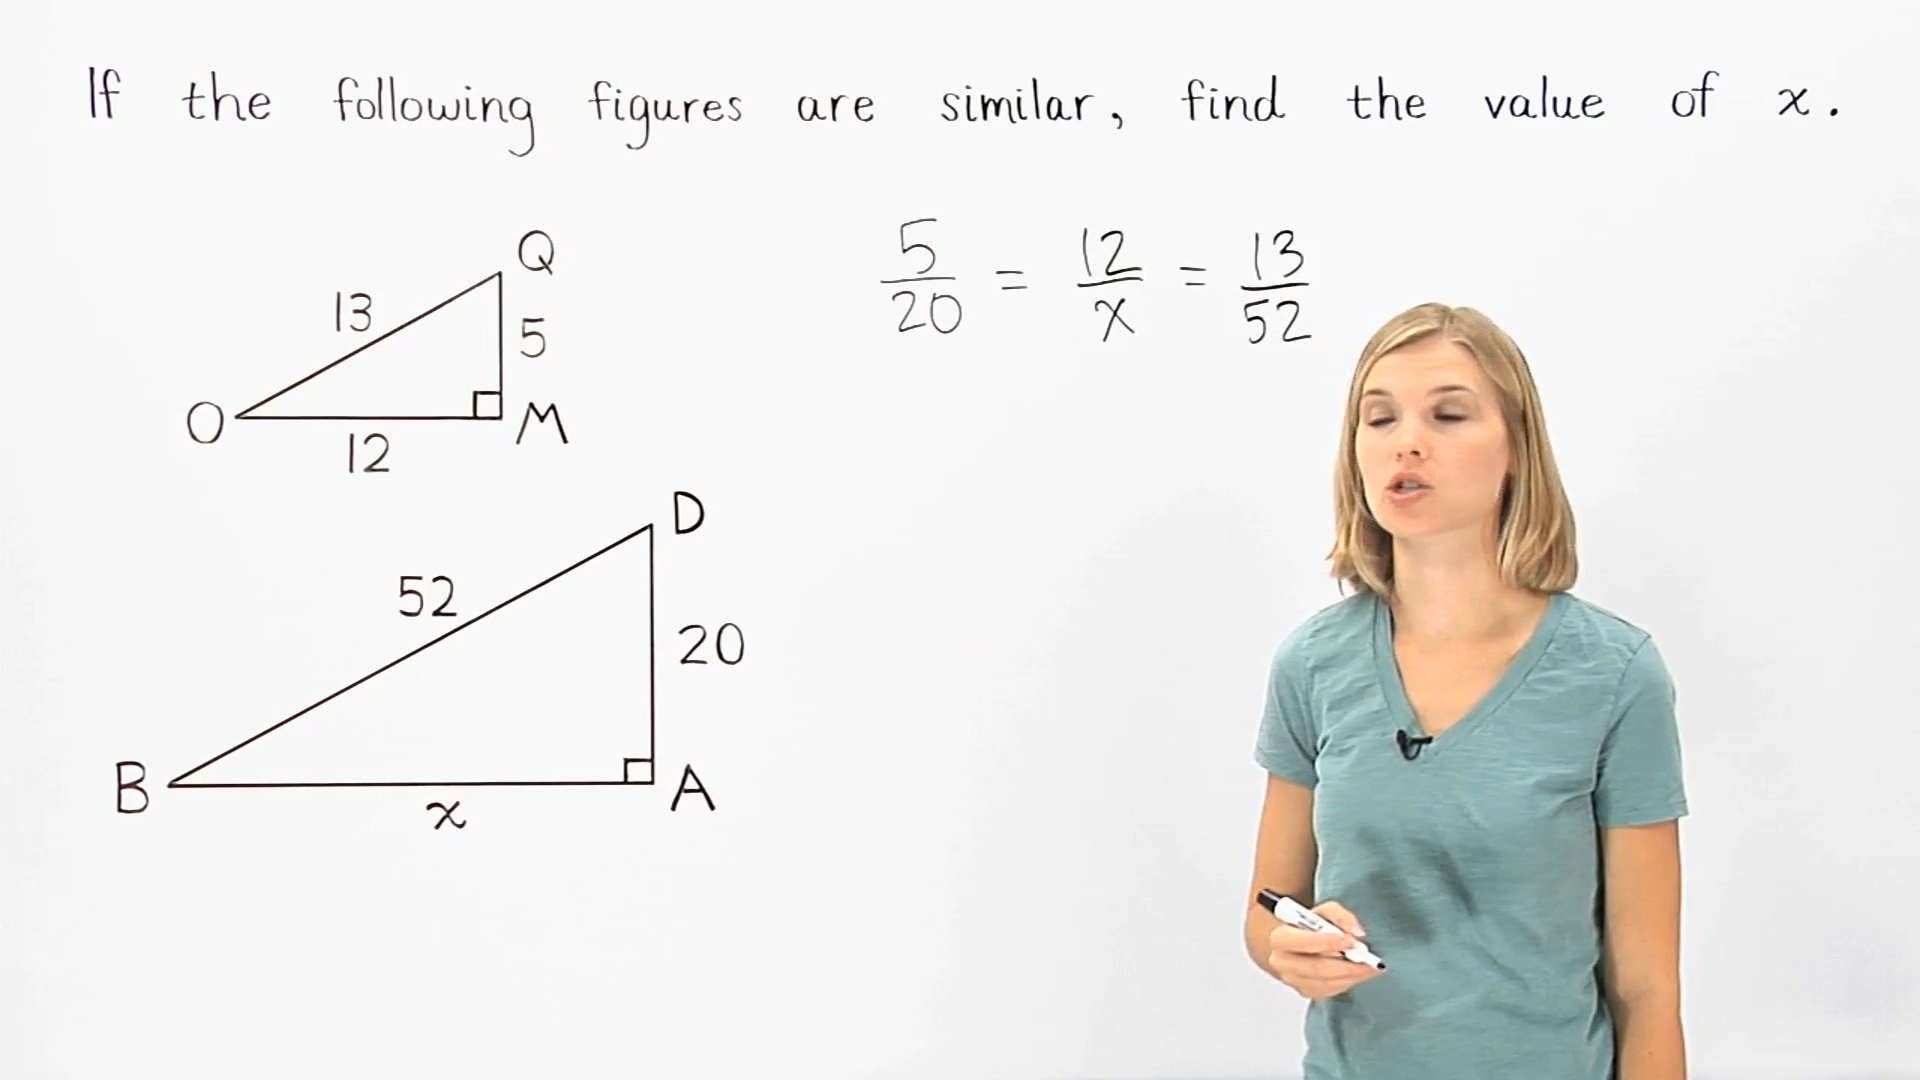 If the following figures are similar, find the value of x.
5/20 = 12/x = 13/52
Q
13
5
O
M
12
D
52
20
B
A
x